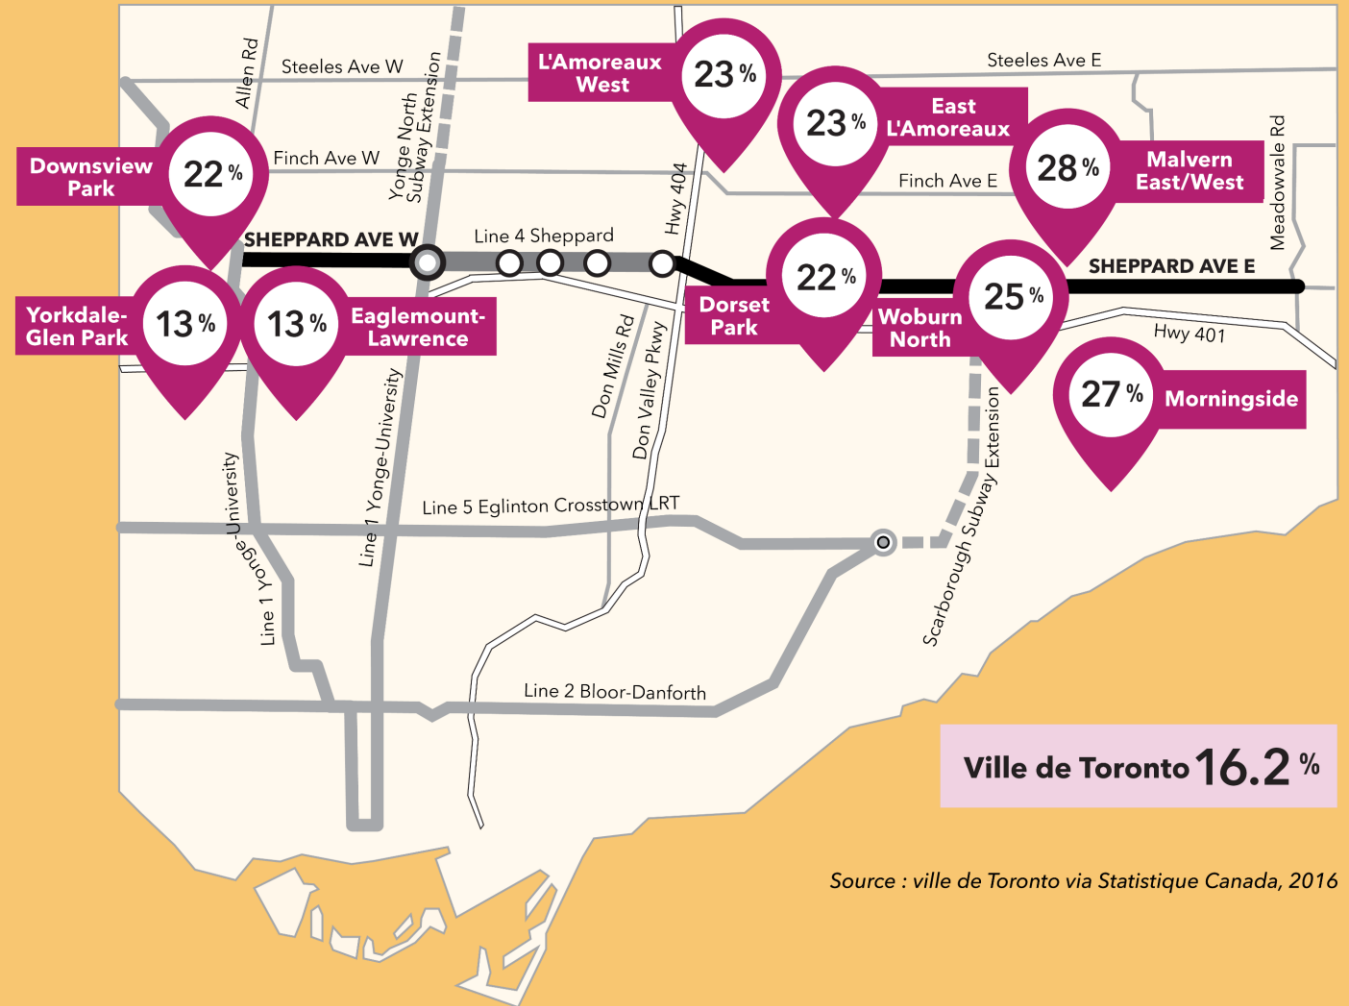 Allen Rd
Steeles Ave W
Yonge North
Subway Extension
L'Amoreaux
West
23 %
Steeles Ave E
23 %
East
L'Amoreaux
28 %
Malvern
East/West
Meadowvale Rd
Downsview
Park
22 %
Finch Ave W
Hwy 404
Finch Ave E
SHEPPARD AVE W
Line 4 Sheppard
SHEPPARD AVE E
Yorkdale-
Glen Park
13 %
13 %
Eaglemount-
Lawrence
Dorset
Park
22 %
Woburn
North
25 %
Hwy 401
Don Mills Rd
Don Valley Pkwy
27 %
Morningside
Line 1 Yonge-University
Line 1 Yonge-University
Line 5 Eglinton Crosstown LRT
Scarborough Subway Extension
Line 2 Bloor-Danforth
Ville de Toronto 16.2 %
Source : ville de Toronto via Statistique Canada, 2016